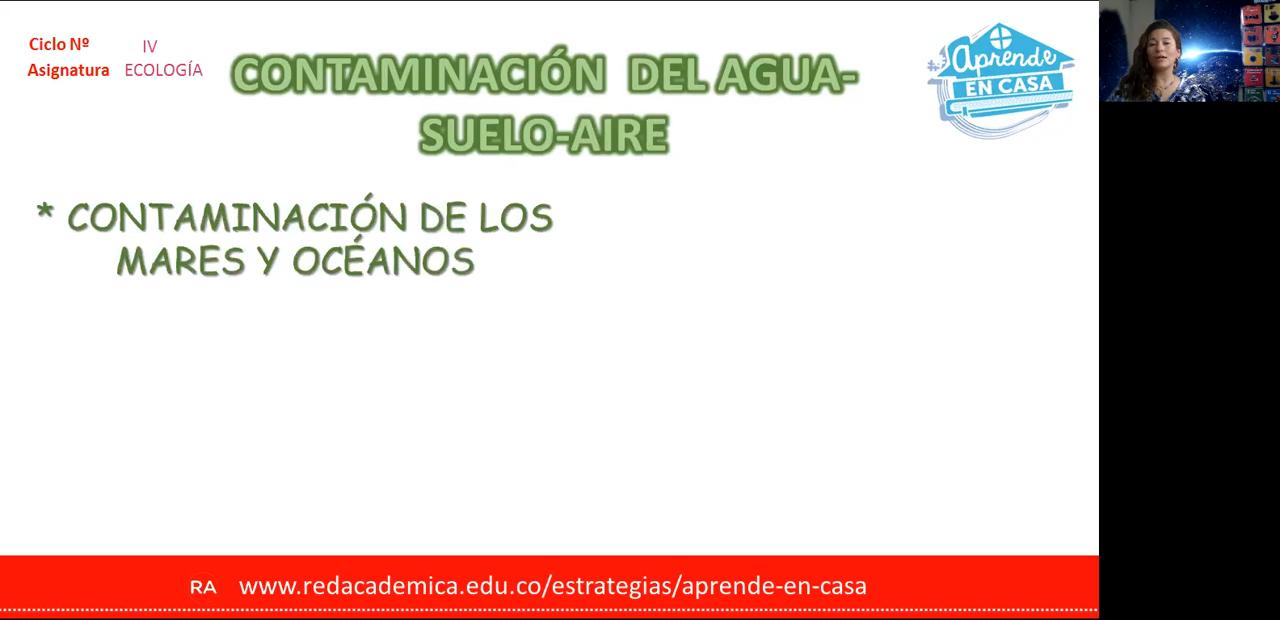 Ciclo Nº IV
Asignatura ECOLOGÍA
CONTAMINACIÓN DEL AGUA-
SUELO-AIRE
#Aprende
EN CASA
* CONTAMINACIÓN DE LOS
MARES Y OCÉANOS
RA www.redacademica.edu.co/estrategias/aprende-en-casa